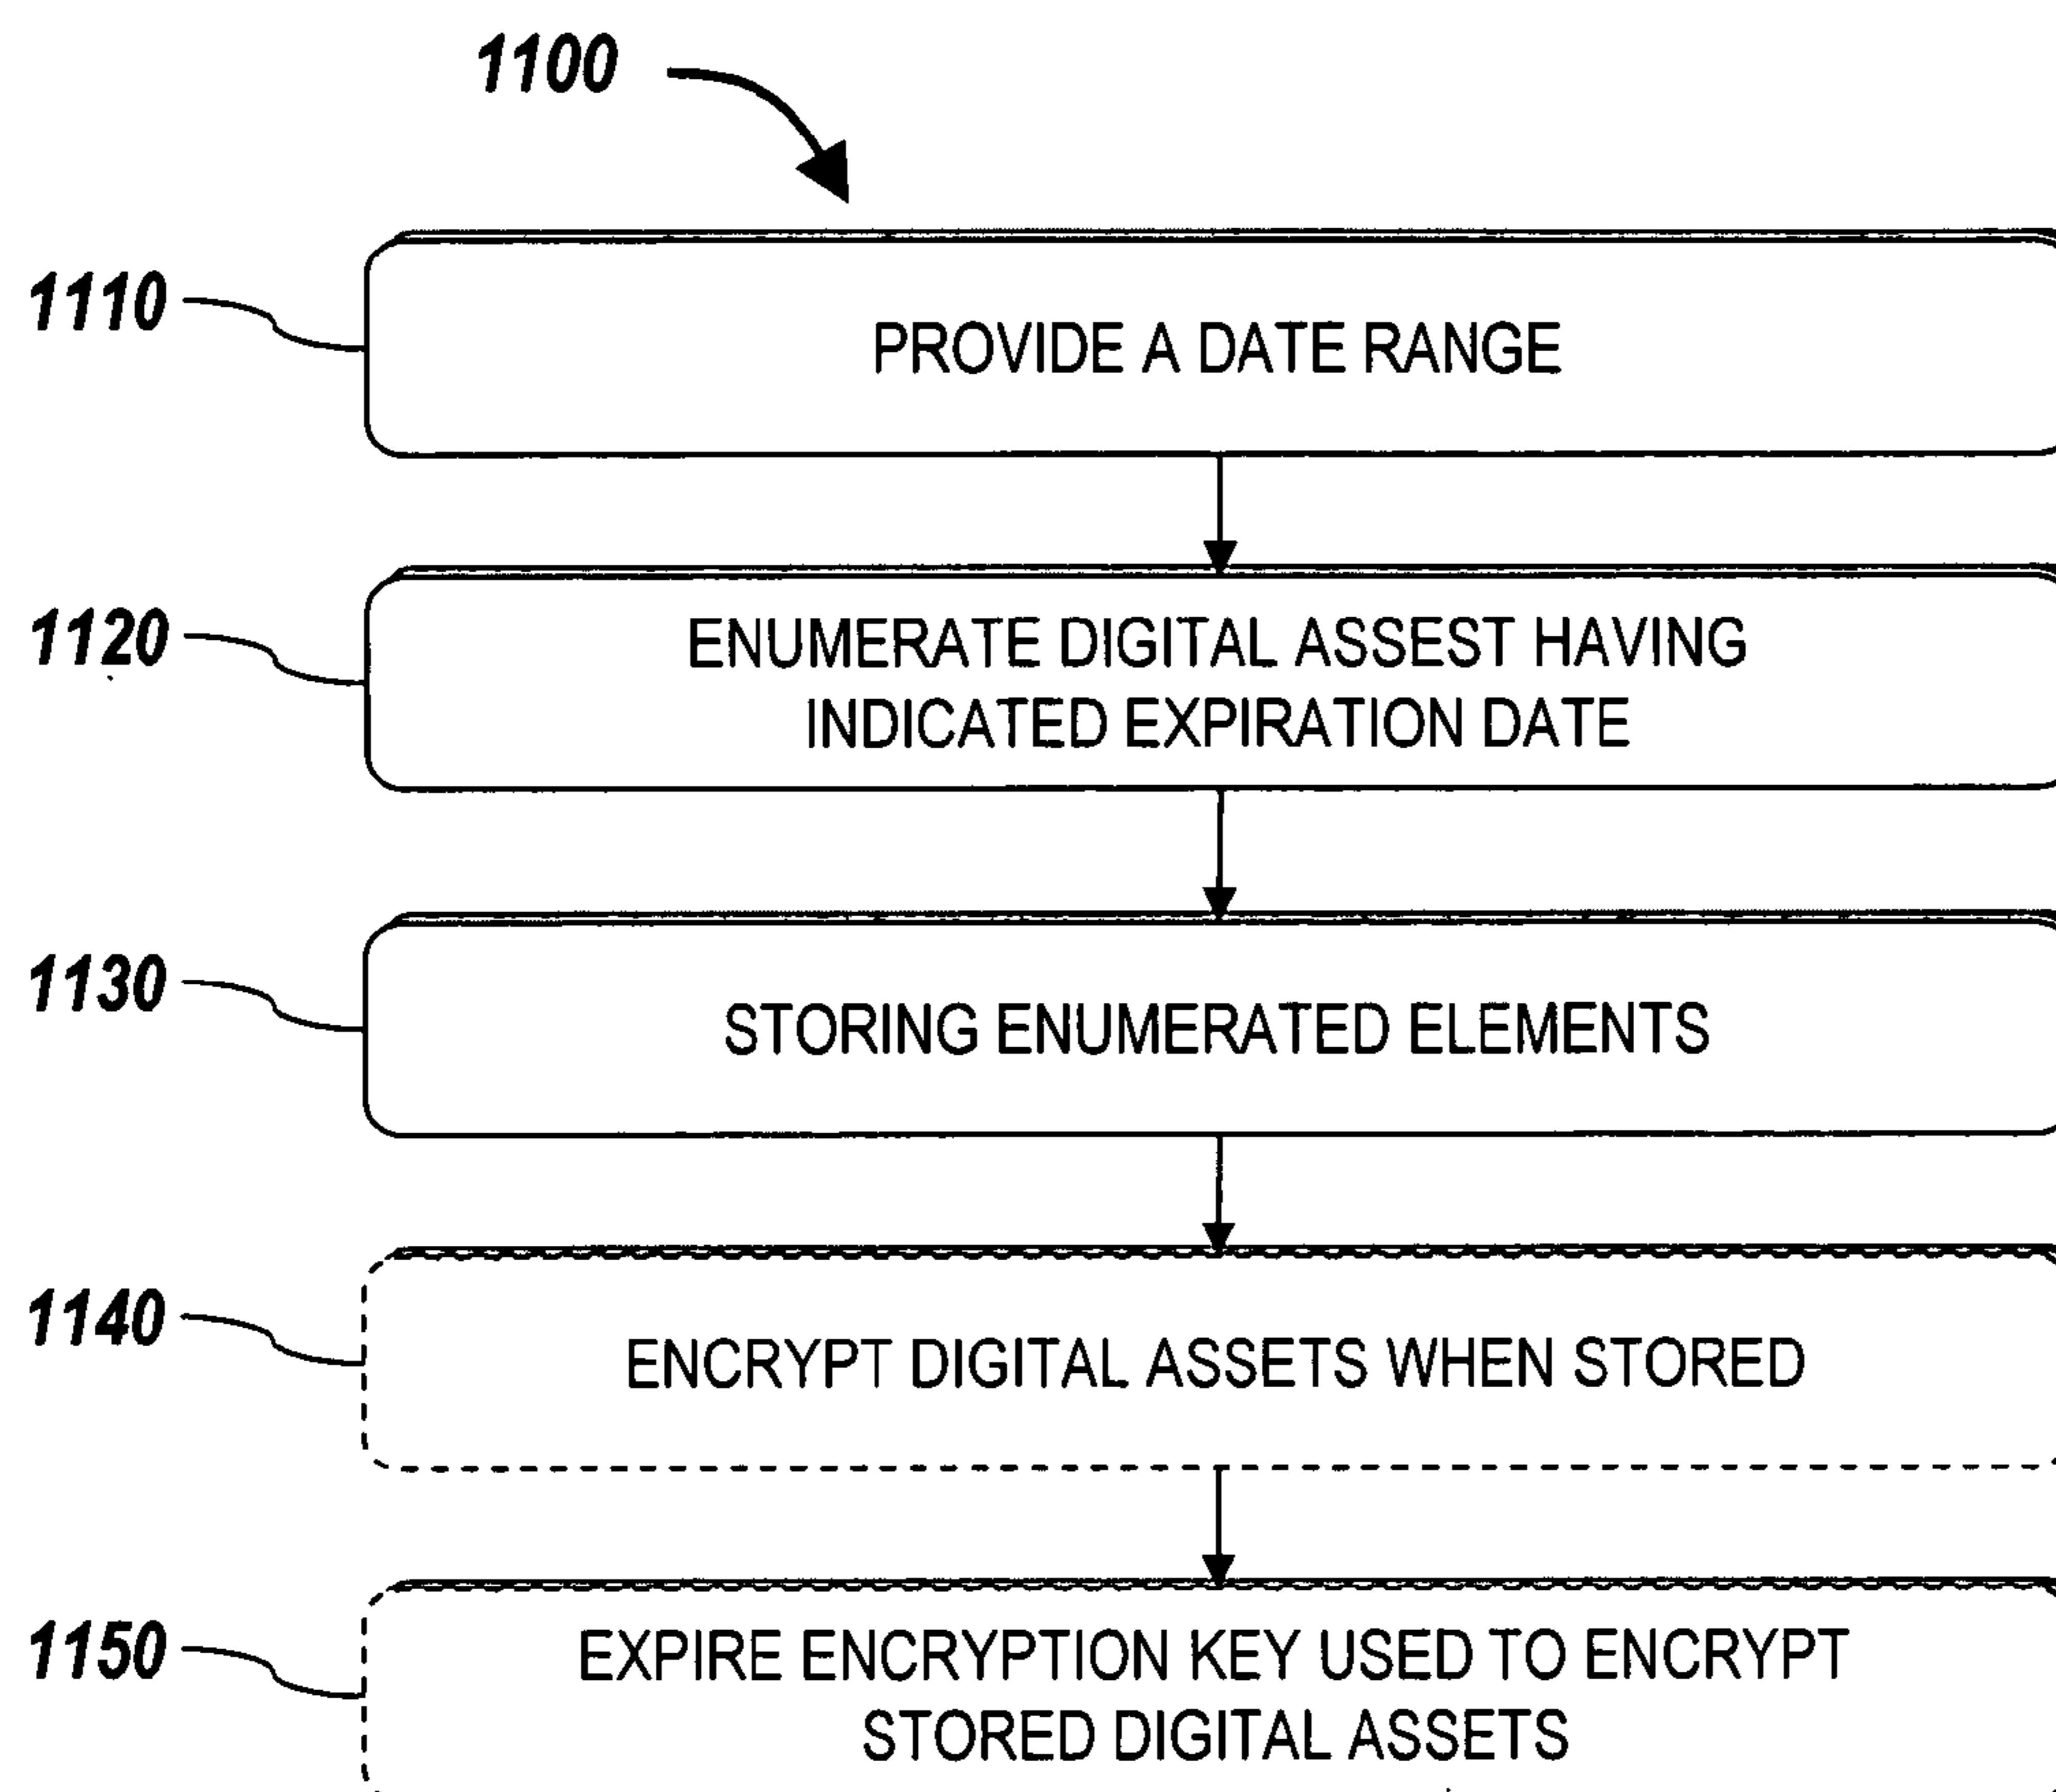 1100
1110
PROVIDE A DATE RANGE
1120
ENUMERATE DIGITAL ASSEST HAVING
INDICATED EXPIRATION DATE
1130
STORING ENUMERATED ELEMENTS
1140
ENCRYPT DIGITAL ASSETS WHEN STORED
1150
EXPIRE ENCRYPTION KEY USED TO ENCRYPT
STORED DIGITAL ASSETS